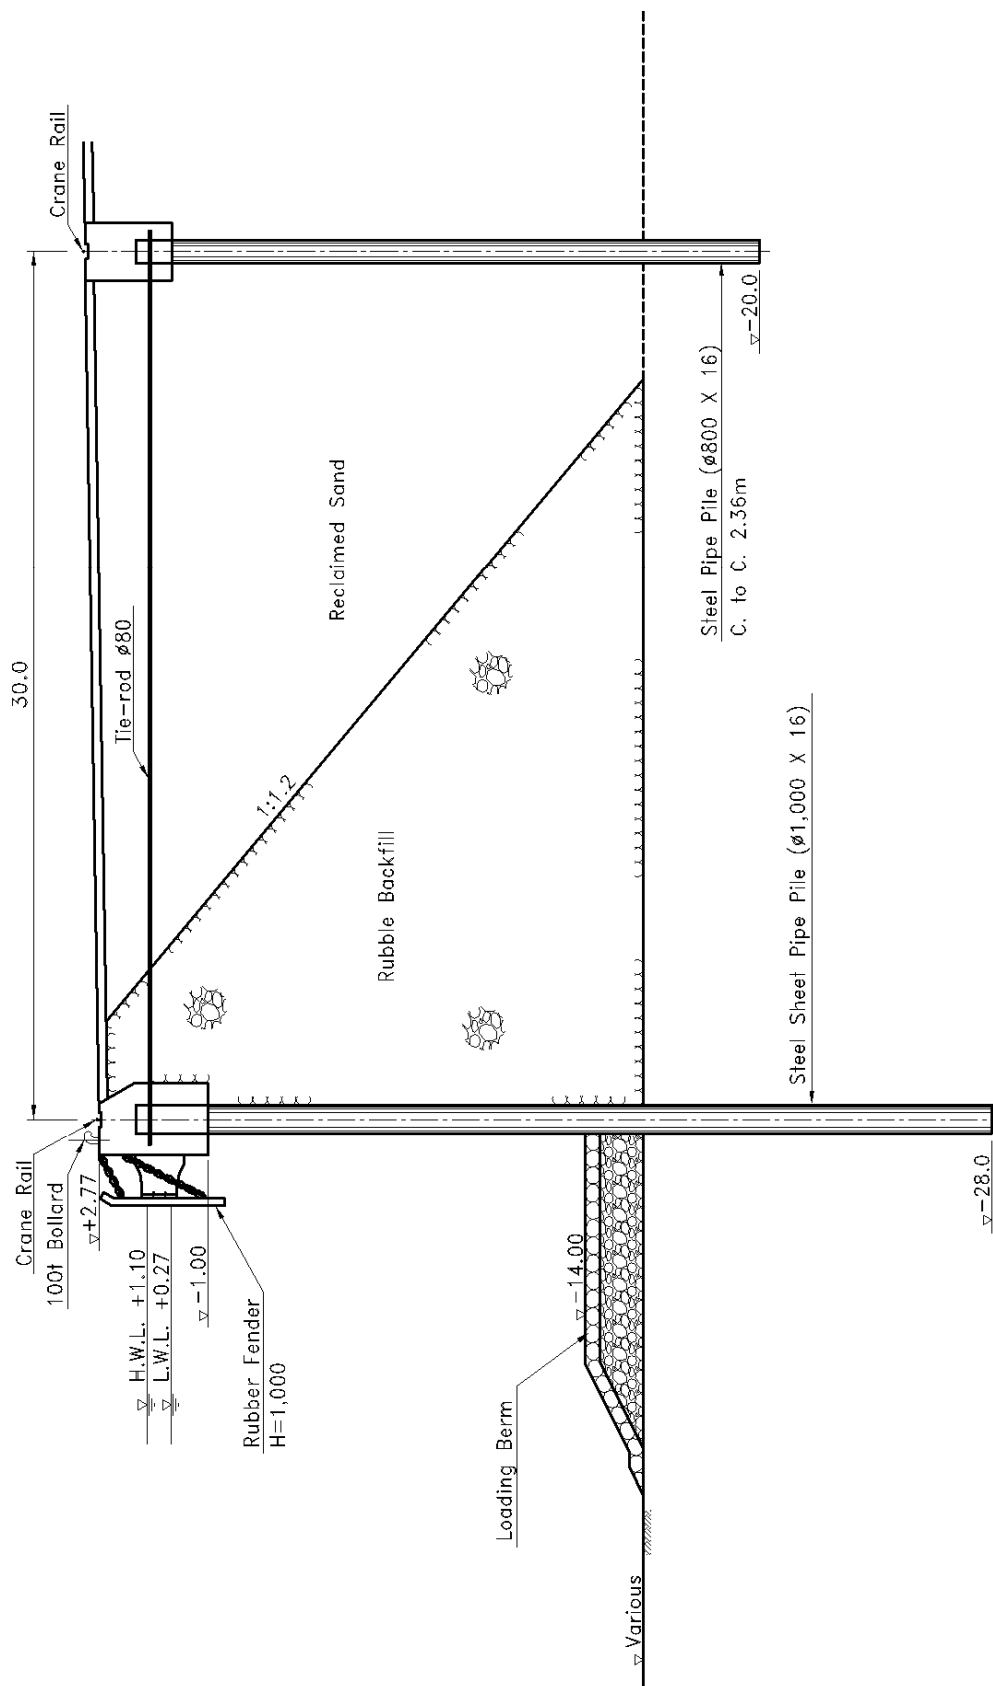 Crane Rail
30.0
Tie-rod ø80
Crane Rail
100t Bollard
▽+2.77
▽ H.W.L. +1.10
▽ L.W.L. +0.27
▽-1.00
Rubber Fender
H=1,000
1:1.2
Reclaimed Sand
Rubble Backfill
Loading Berm
▽-14.00
▽ Various
Steel Pipe Pile (ø800 X 16)
C. to C. 2.36m
▽-20.0
Steel Sheet Pipe Pile (ø1,000 X 16)
▽-28.0